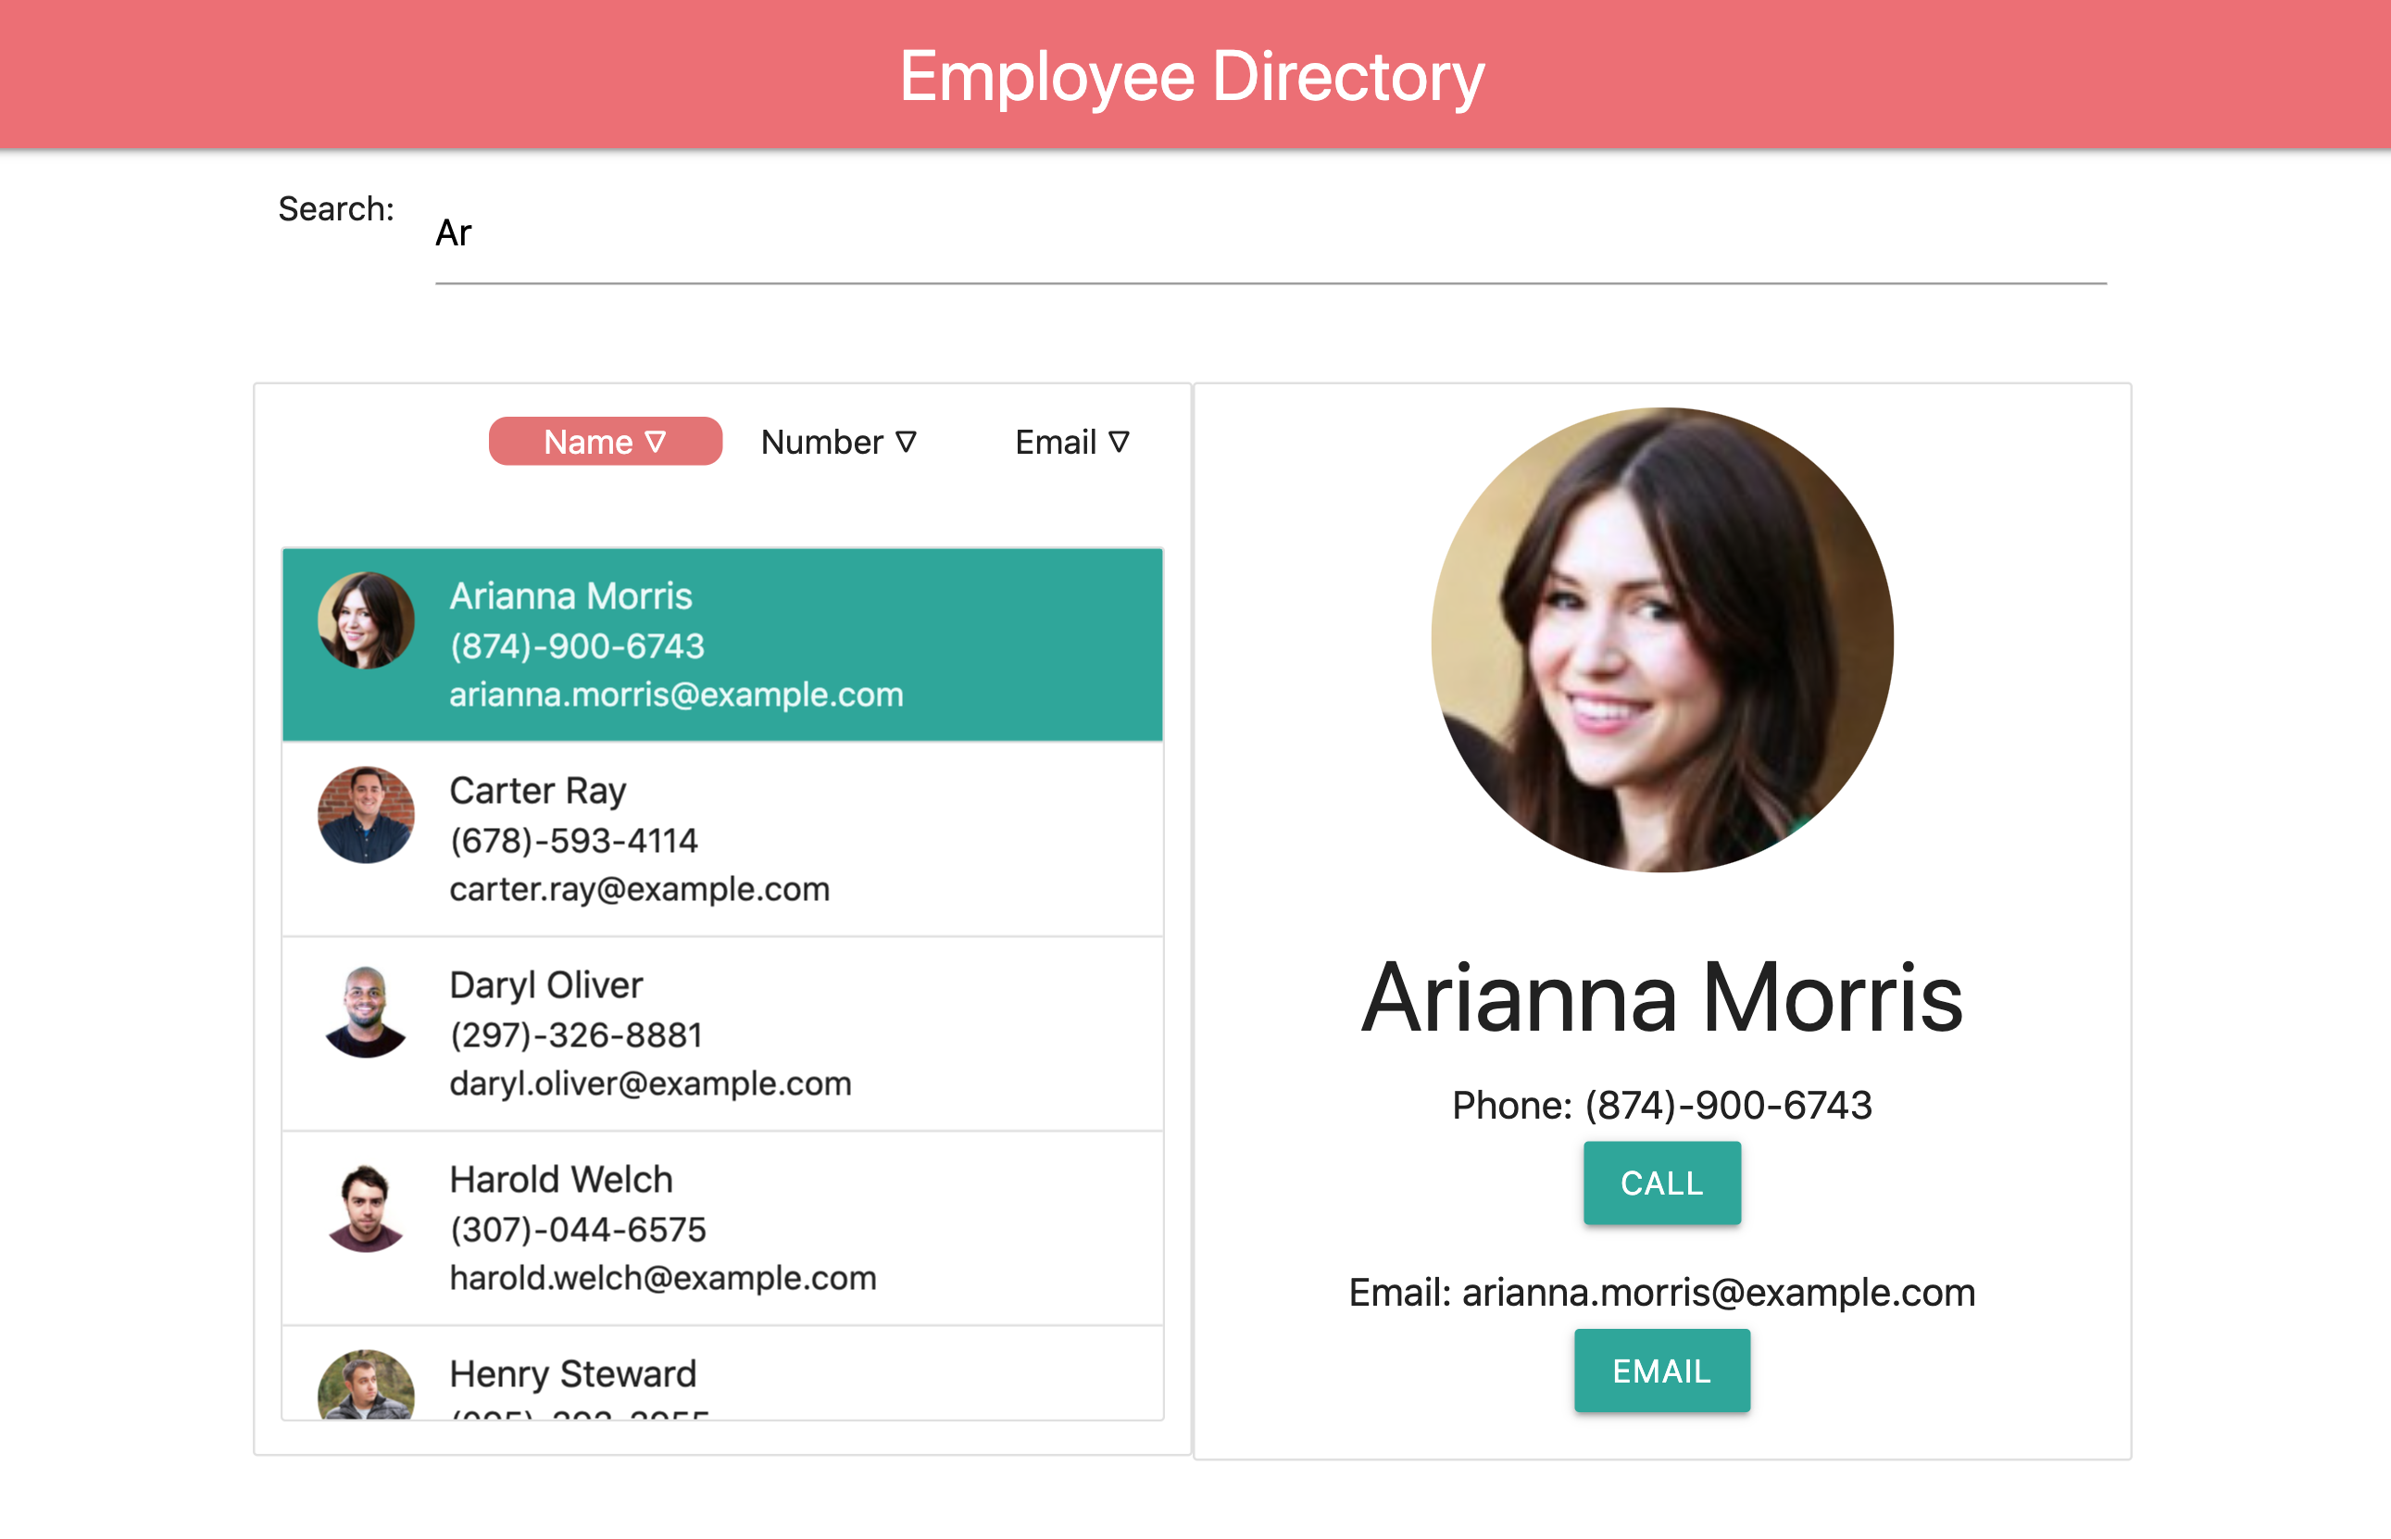 Employee Directory
Search:
Ar
Name ▽ Number ▽ Email ▽
Arianna Morris
(874)-900-6743
arianna.morris@example.com
Carter Ray
(678)-593-4114
carter.ray@example.com
Daryl Oliver
(297)-326-8881
daryl.oliver@example.com
Harold Welch
(307)-044-6575
harold.welch@example.com
Henry Steward
Arianna Morris
Phone: (874)-900-6743
CALL
Email: arianna.morris@example.com
EMAIL